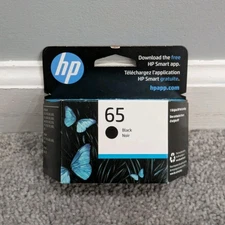 hp
Download the free
HP Smart app.
Téléchargez l'application
HP Smart gratuite.
hpapp.com
65
Black
Noir